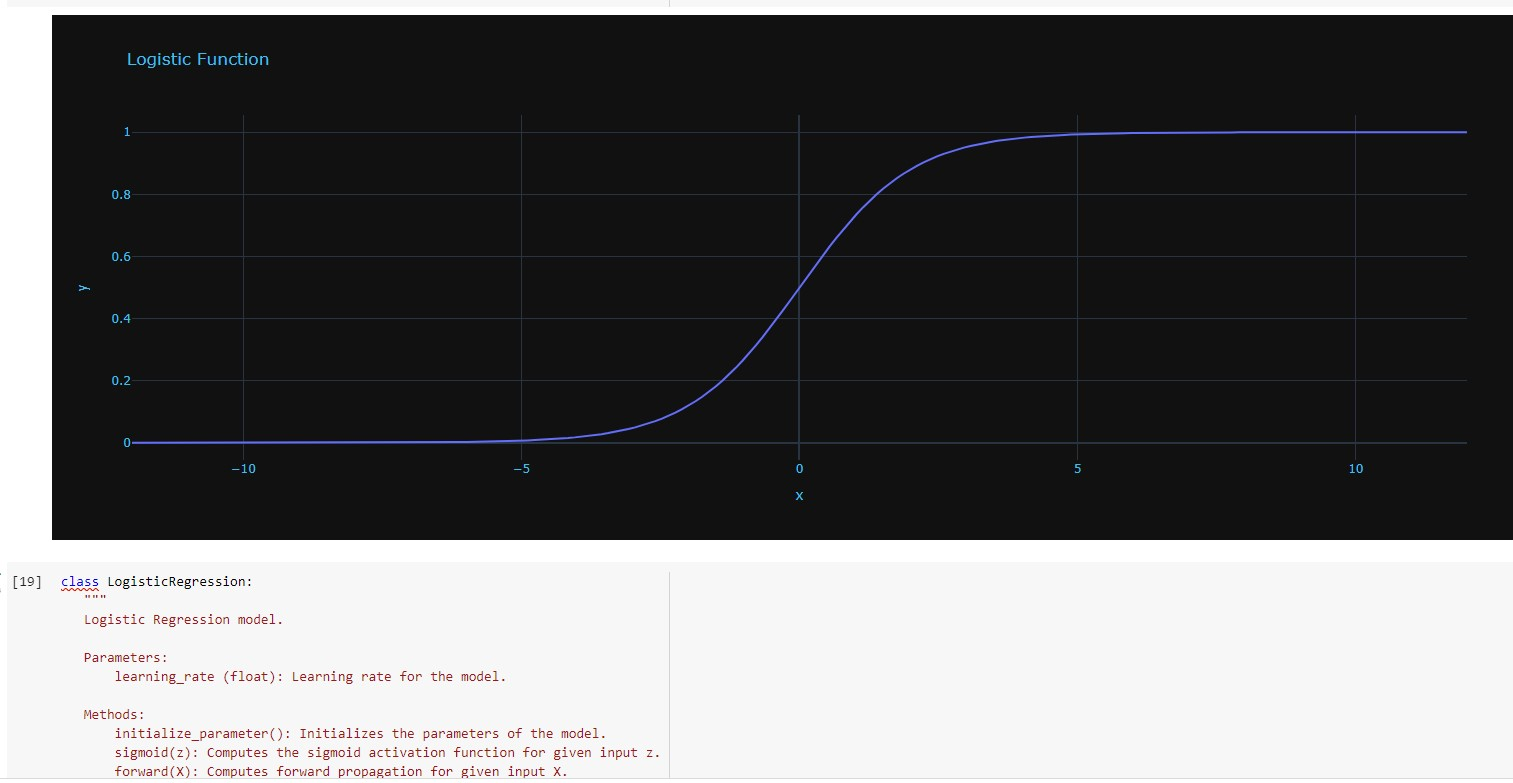 Logistic Function
1
0.8
0.6
0.4
0.2
0
y
−10 −5 0 5 10
x
[19] class LogisticRegression:
"""
Logistic Regression model.
Parameters:
learning_rate (float): Learning rate for the model.
Methods:
initialize_parameter(): Initializes the parameters of the model.
sigmoid(z): Computes the sigmoid activation function for given input z.
forward(X): Computes forward propagation for given input X.